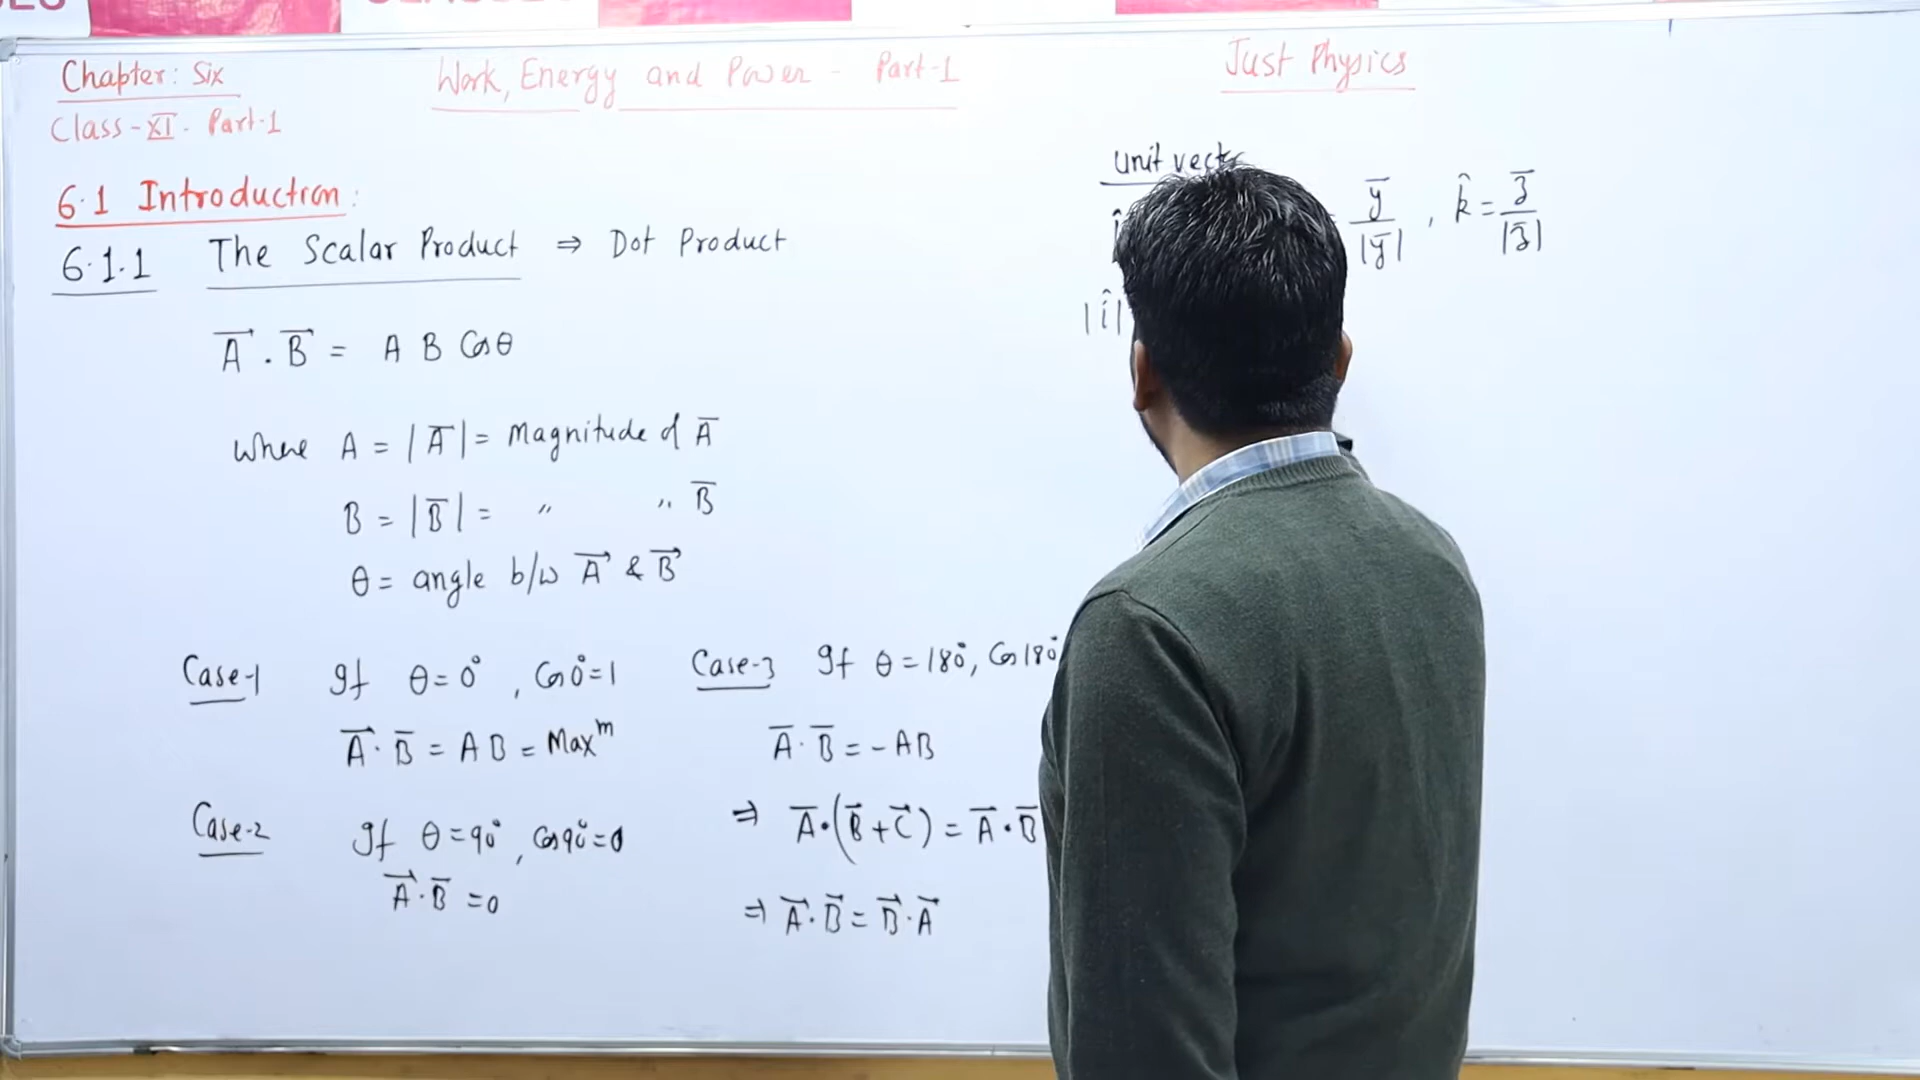 Chapter: Six
Class-XI. Part-1
Work, Energy and Power - Part-1
Just Physics
6.1 Introduction:
6.1.1 The Scalar Product ⇒ Dot Product
A⃗ . B⃗ = A B Cosθ
Where A = |A̅| = Magnitude of A̅
B = |B̅| = " " B̅
θ = angle b/w A⃗ & B⃗
Case-1 If θ = 0°, Cos0° = 1
A⃗ . B̅ = A B = Maxᵐ
Case-2 If θ = 90°, Cos90° = 0
A⃗ . B̅ = 0
Case-3 If θ = 180°, Cos180°
A̅ . B̅ = - AB
⇒ A̅ . (B⃗ + C⃗) = A̅ . B̅
⇒ A⃗ . B⃗ = B⃗ . A⃗
Unit
y̅ / |y̅| , k̂ = z̅ / |z̅|
|î|